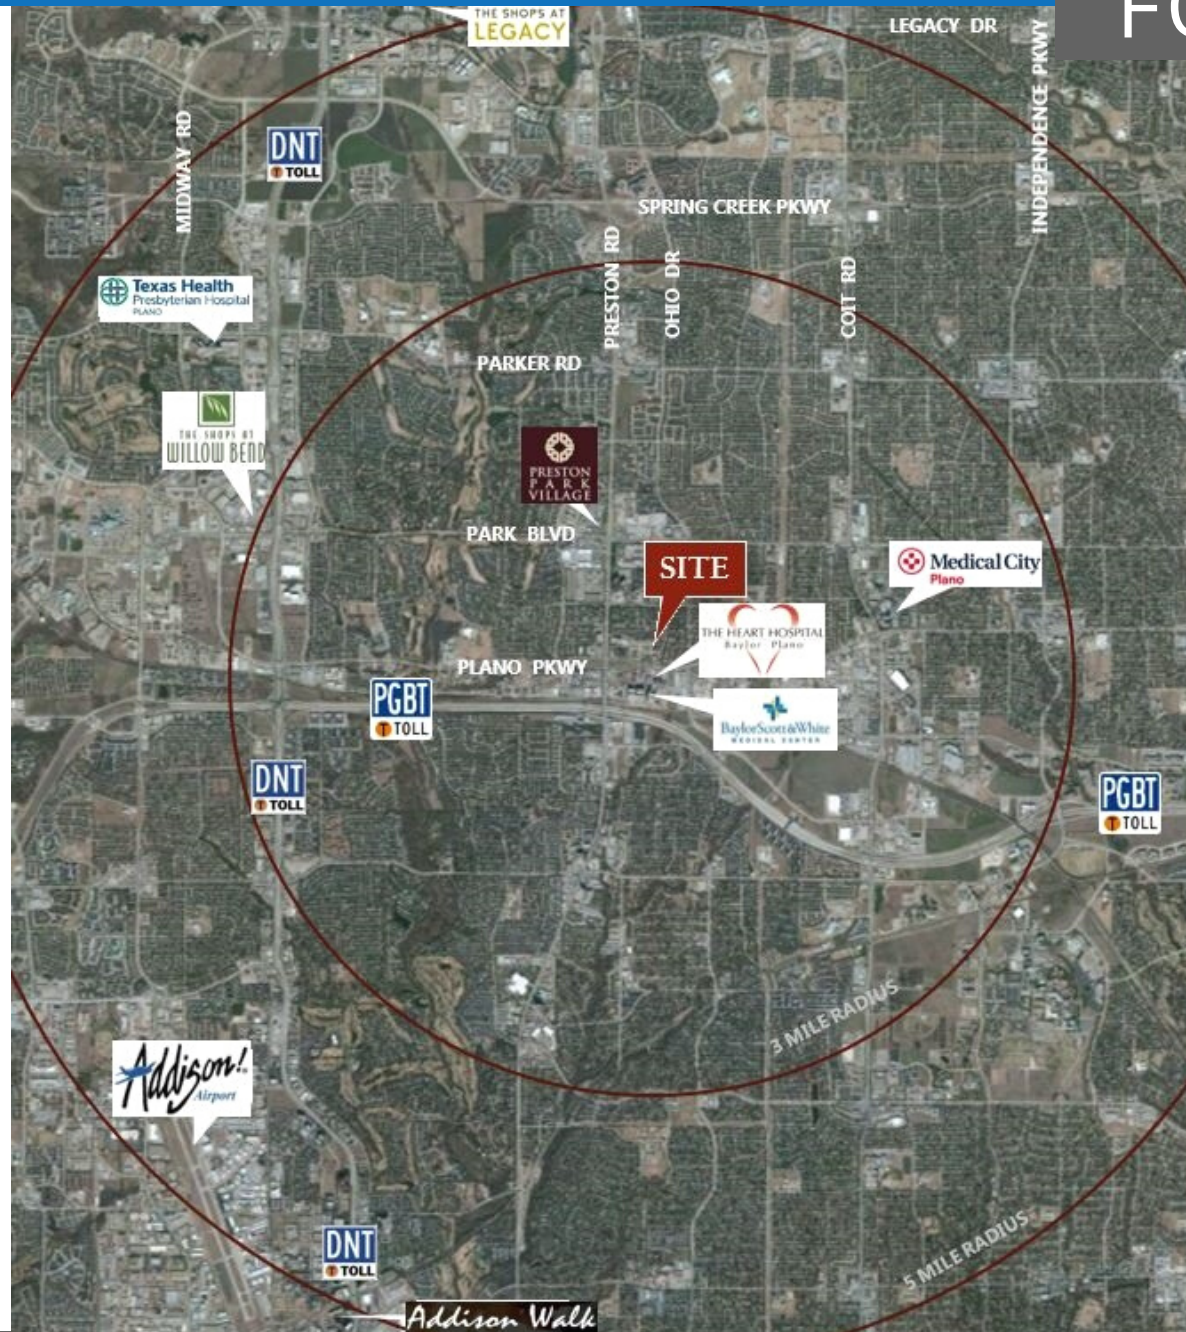 FO
THE SHOPS AT
LEGACY
LEGACY DR
INDEPENDENCE PKWY
MIDWAY RD
DNT
T TOLL
SPRING CREEK PKWY
PRESTON RD
OHIO DR
COIT RD
Texas Health
Presbyterian Hospital
PLANO
PARKER RD
THE SHOPS AT
WILLOW BEND
PRESTON
PARK
VILLAGE
PARK BLVD
SITE
Medical City
Plano
THE HEART HOSPITAL
Baylor Plano
PLANO PKWY
PGBT
T TOLL
BaylorScott&White
MEDICAL CENTER
DNT
T TOLL
PGBT
T TOLL
3 MILE RADIUS
Addison!
Airport
5 MILE RADIUS
DNT
T TOLL
Addison Walk